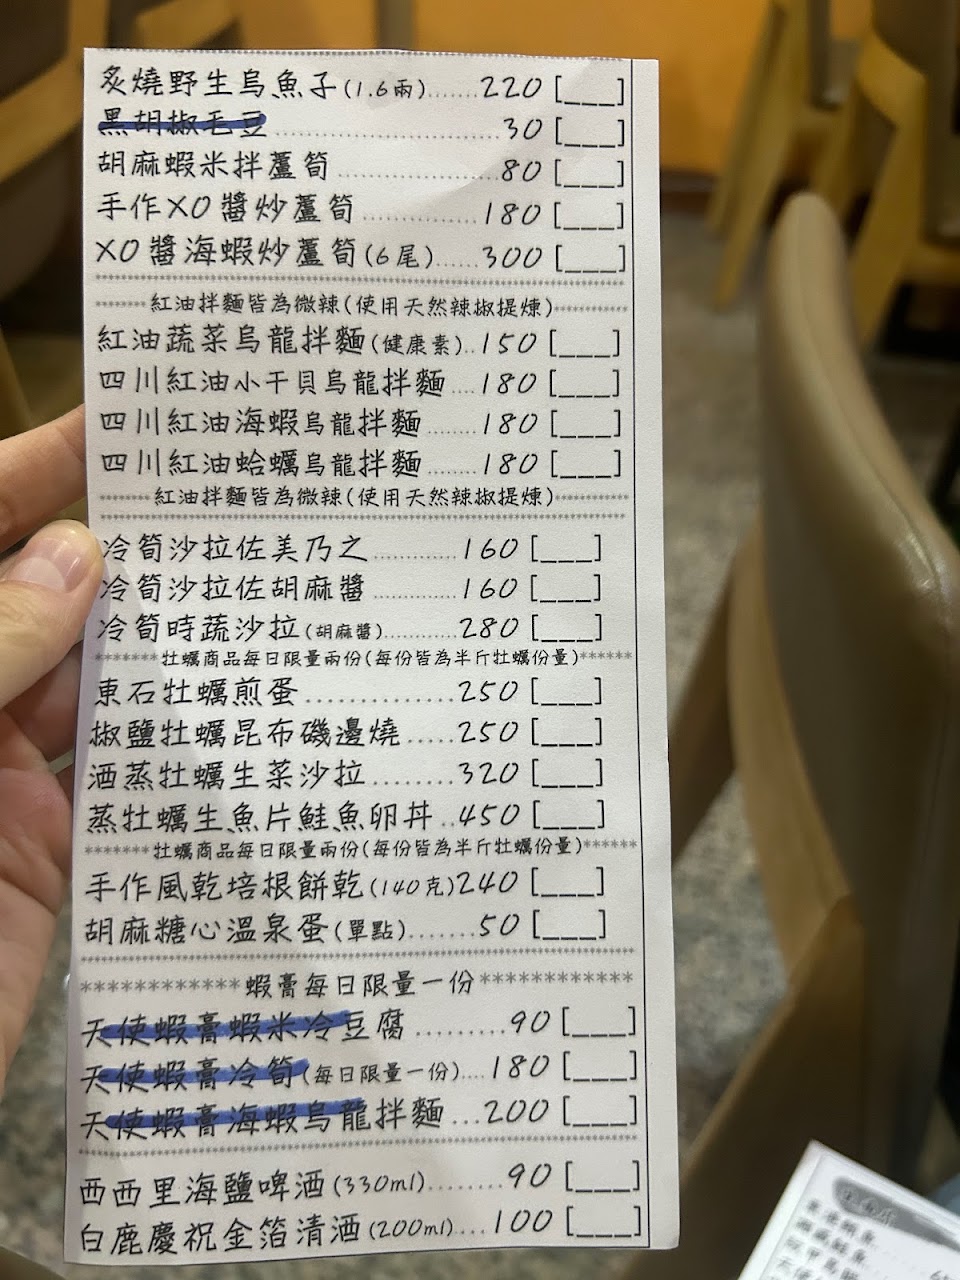 炙燒野生烏魚子(1.6兩).......220[___]
黑胡椒毛豆............................30[___]
胡麻蝦米拌蘆筍.......................80[___]
手作XO醬炒蘆筍...................180[___]
XO醬海蝦炒蘆筍(6尾)......300[___]
*******紅油拌麵皆為微辣(使用天然辣椒提煉)**********
紅油蔬菜烏龍拌麵(健康素)..150[___]
四川紅油小干貝烏龍拌麵....180[___]
四川紅油海蝦烏龍拌麵.......180[___]
四川紅油蛤蠣烏龍拌麵.......180[___]
*******紅油拌麵皆為微辣(使用天然辣椒提煉)**********
冷筍沙拉佐美乃之.............160[___]
冷筍沙拉佐胡麻醬.............160[___]
冷筍時蔬沙拉(胡麻醬)...........280[___]
*******牡蠣商品每日限量兩份(每份皆為半斤牡蠣份量)******
東石牡蠣煎蛋................250[___]
椒鹽牡蠣昆布磯邊燒.....250[___]
酒蒸牡蠣生菜沙拉........320[___]
蒸牡蠣生魚片鮭魚卵丼..450[___]
*******牡蠣商品每日限量兩份(每份皆為半斤牡蠣份量)******
手作風乾培根餅乾(140克)240[___]
胡麻糖心溫泉蛋(單點).......50[___]
************蝦膏每日限量一份************
天使蝦膏蝦米冷豆腐.........90[___]
天使蝦膏冷筍(每日限量一份)....180[___]
天使蝦膏海蝦烏龍拌麵...200[___]
西西里海鹽啤酒(330ml)........90[___]
白鹿慶祝金箔清酒(200ml)....100[___]